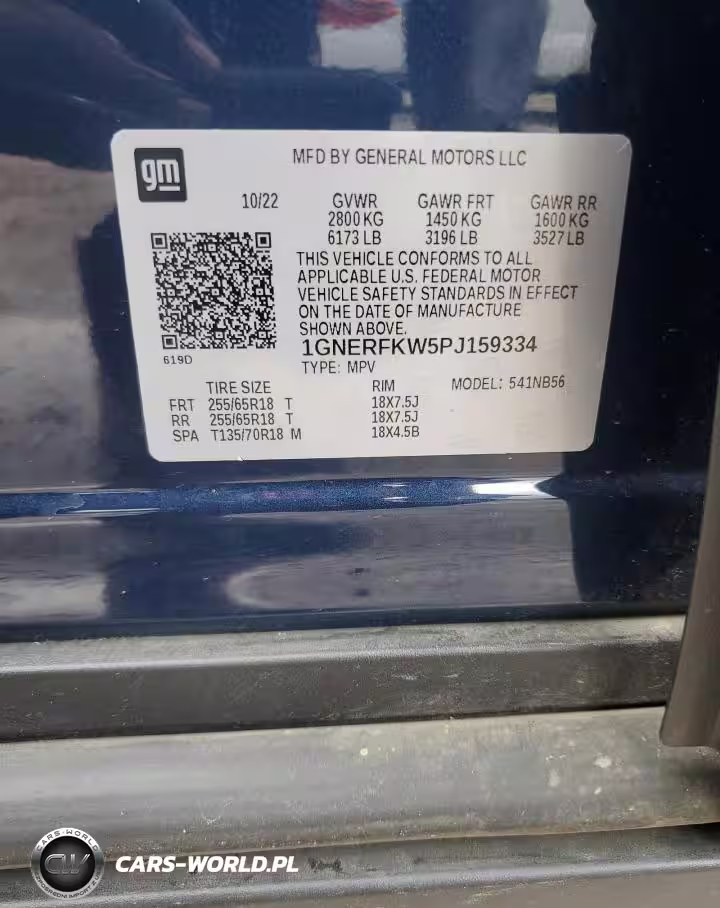 gm
MFD BY GENERAL MOTORS LLC
10/22 GVWR GAWR FRT GAWR RR
2800 KG 1450 KG 1600 KG
6173 LB 3196 LB 3527 LB
THIS VEHICLE CONFORMS TO ALL
APPLICABLE U.S. FEDERAL MOTOR
VEHICLE SAFETY STANDARDS IN EFFECT
ON THE DATE OF MANUFACTURE
SHOWN ABOVE.
1GNERFKW5PJ159334
619D
TYPE: MPV
TIRE SIZE RIM MODEL: 541NB56
FRT 255/65R18 T 18X7.5J
RR 255/65R18 T 18X7.5J
SPA T135/70R18 M 18X4.5B
CARS-WORLD
CW
CARS-WORLD.PL